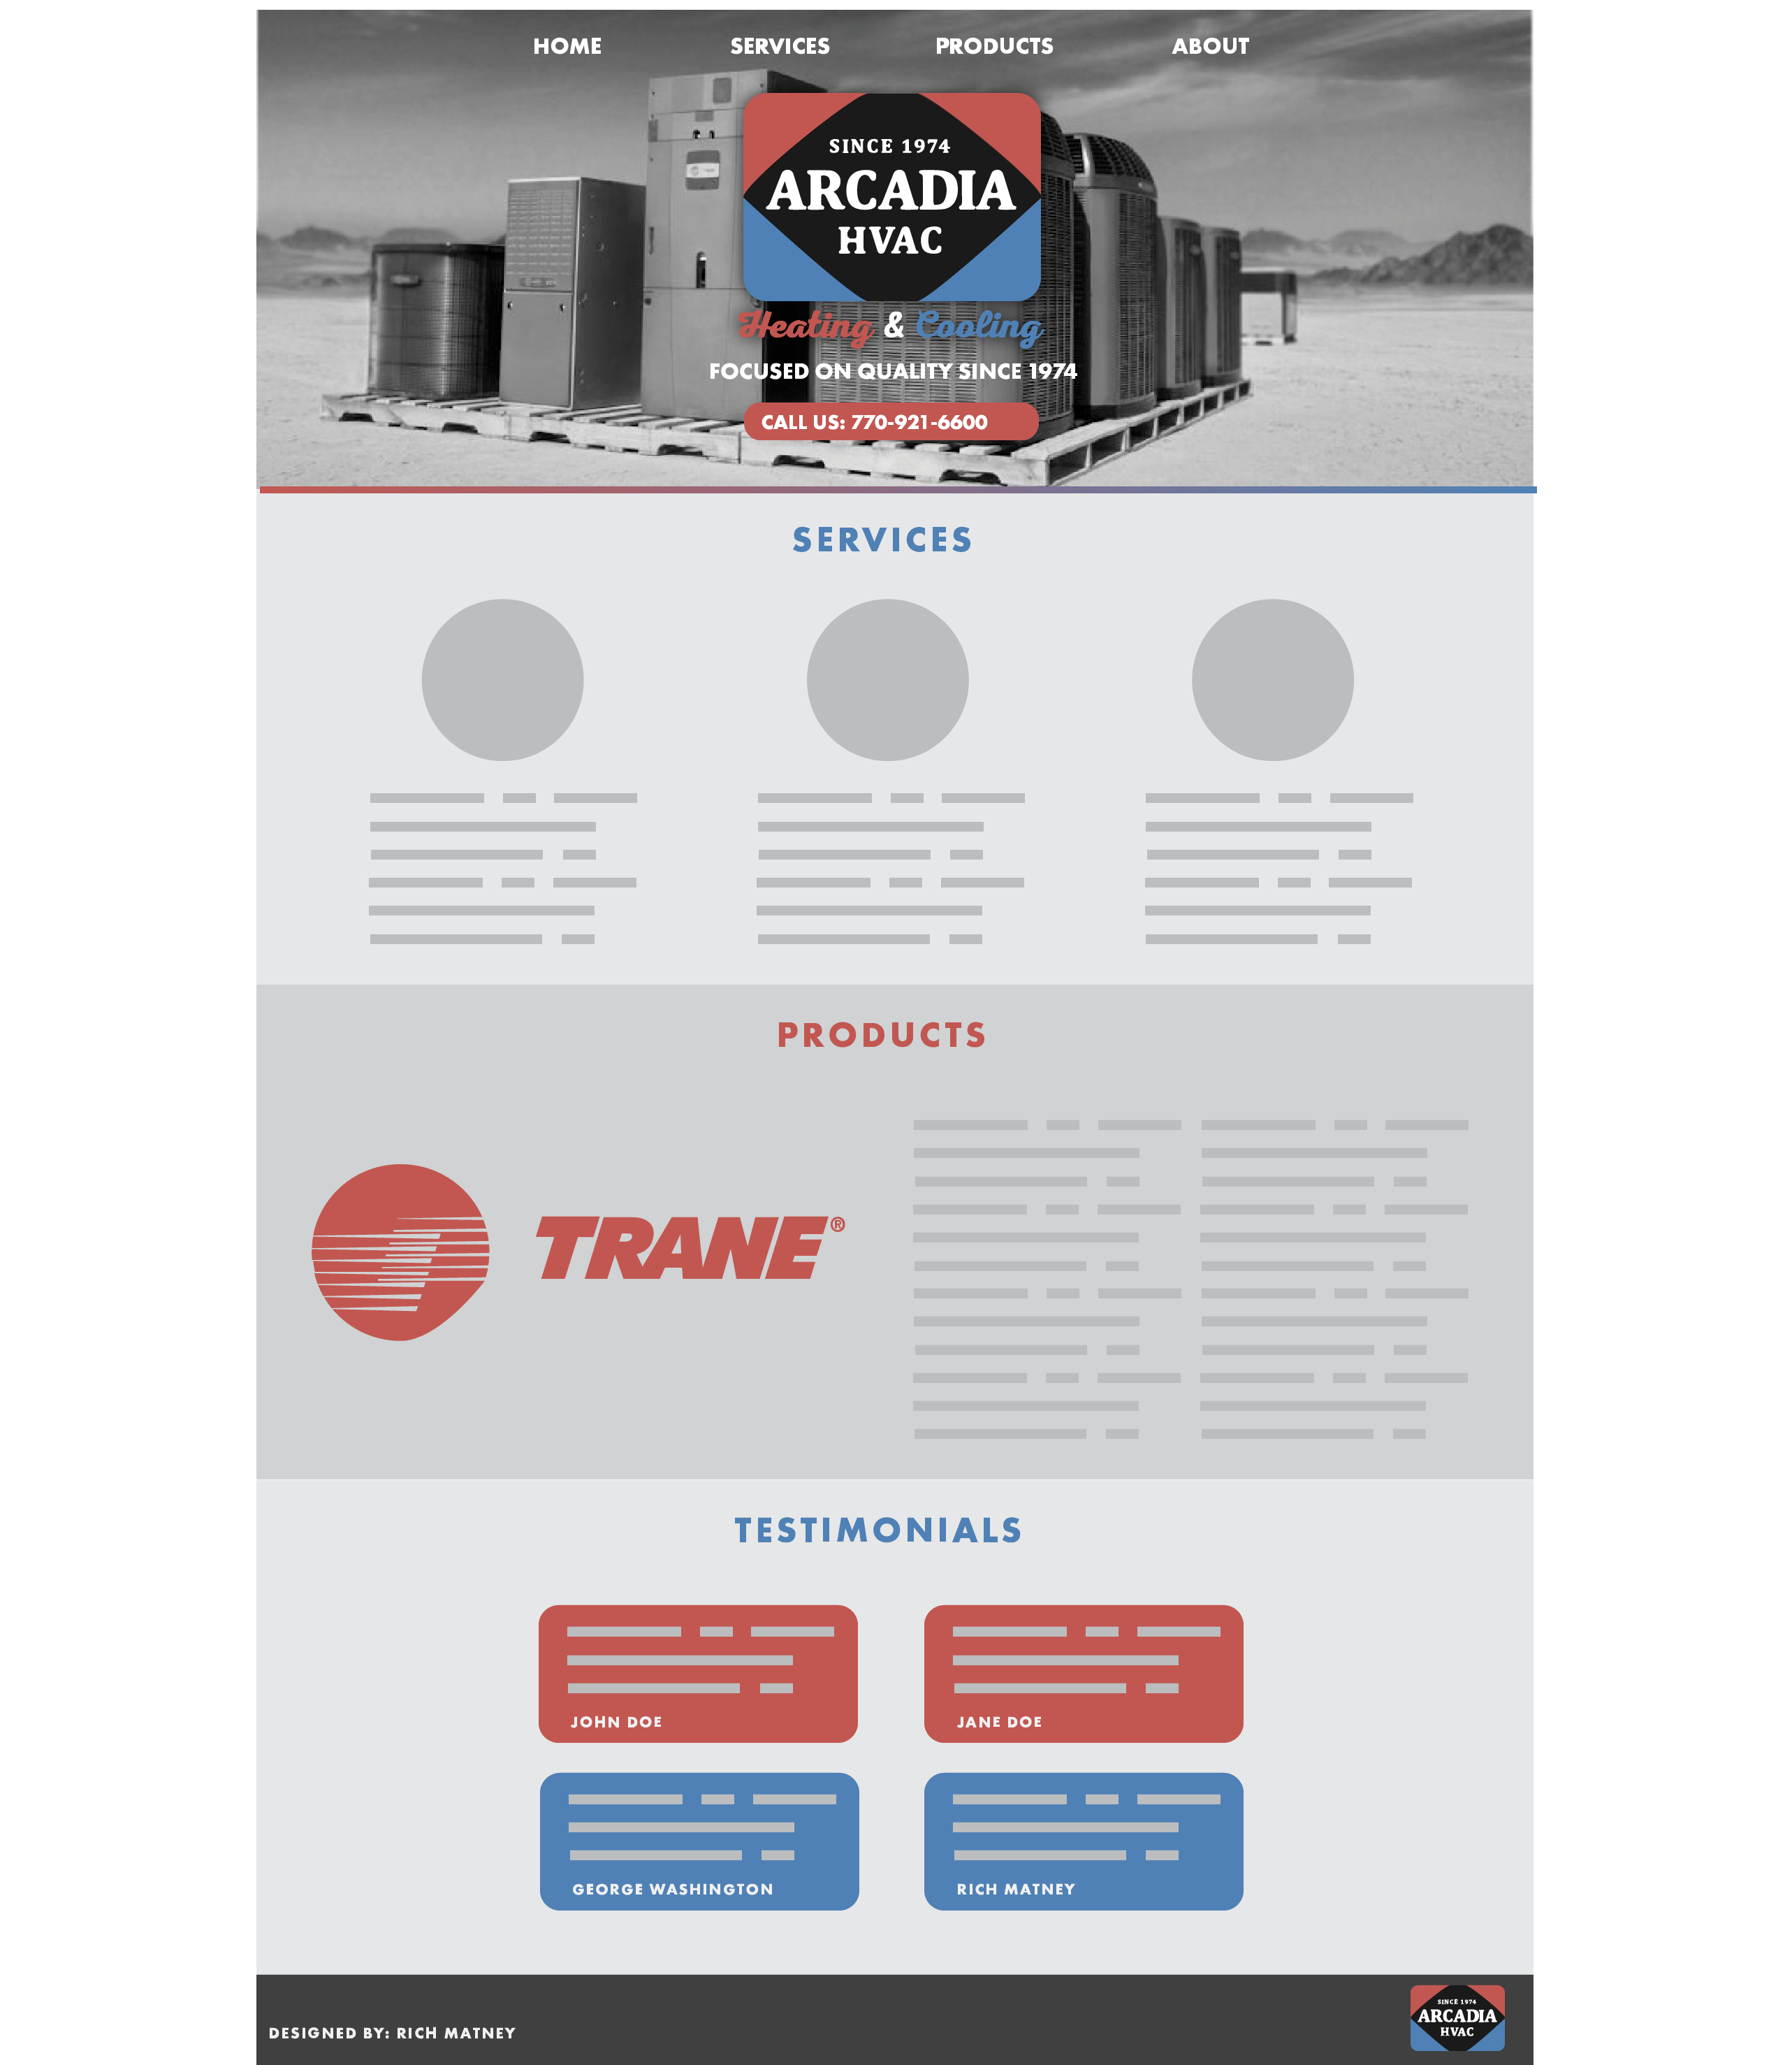 HOME SERVICES PRODUCTS ABOUT
SINCE 1974
ARCADIA
HVAC
Heating & Cooling
FOCUSED ON QUALITY SINCE 1974
CALL US: 770-921-6600
SERVICES
PRODUCTS
TRANE®
TESTIMONIALS
JOHN DOE
JANE DOE
GEORGE WASHINGTON
RICH MATNEY
DESIGNED BY: RICH MATNEY
SINCE 1974
ARCADIA
HVAC